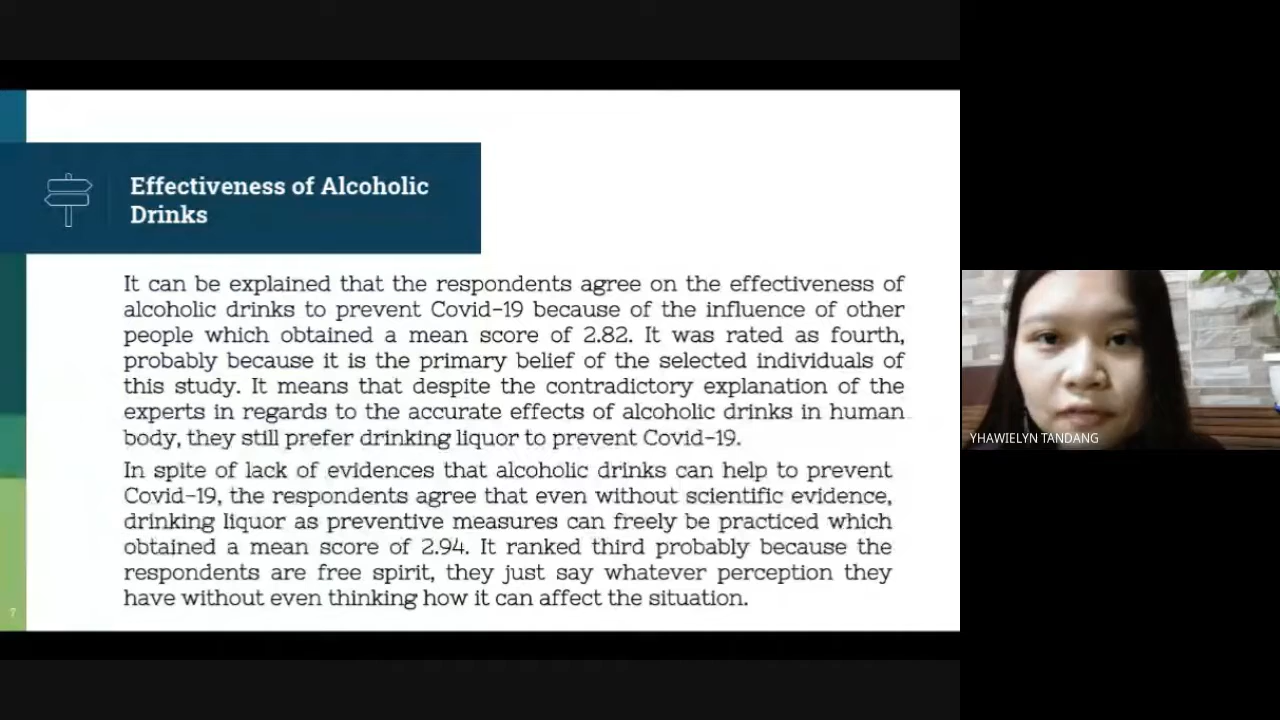 Effectiveness of Alcoholic
Drinks
It can be explained that the respondents agree on the effectiveness of
alcoholic drinks to prevent Covid-19 because of the influence of other
people which obtained a mean score of 2.82. It was rated as fourth,
probably because it is the primary belief of the selected individuals of
this study. It means that despite the contradictory explanation of the
experts in regards to the accurate effects of alcoholic drinks in human
body, they still prefer drinking liquor to prevent Covid-19.
In spite of lack of evidences that alcoholic drinks can help to prevent
Covid-19, the respondents agree that even without scientific evidence,
drinking liquor as preventive measures can freely be practiced which
obtained a mean score of 2.94. It ranked third probably because the
respondents are free spirit, they just say whatever perception they
have without even thinking how it can affect the situation.
7
YHAWIELYN TANDANG